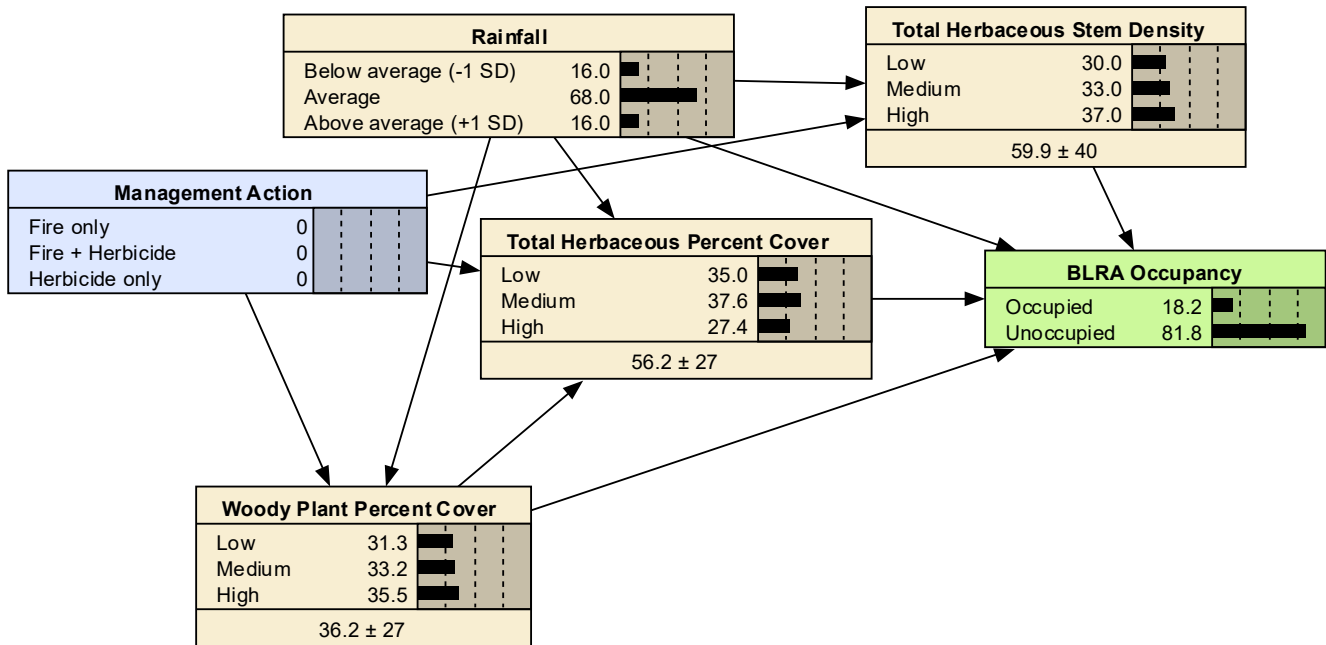 Rainfall
Below average (-1 SD) 16.0
Average 68.0
Above average (+1 SD) 16.0
Total Herbaceous Stem Density
Low 30.0
Medium 33.0
High 37.0
59.9 ± 40
Management Action
Fire only 0
Fire + Herbicide 0
Herbicide only 0
Total Herbaceous Percent Cover
Low 35.0
Medium 37.6
High 27.4
56.2 ± 27
BLRA Occupancy
Occupied 18.2
Unoccupied 81.8
Woody Plant Percent Cover
Low 31.3
Medium 33.2
High 35.5
36.2 ± 27